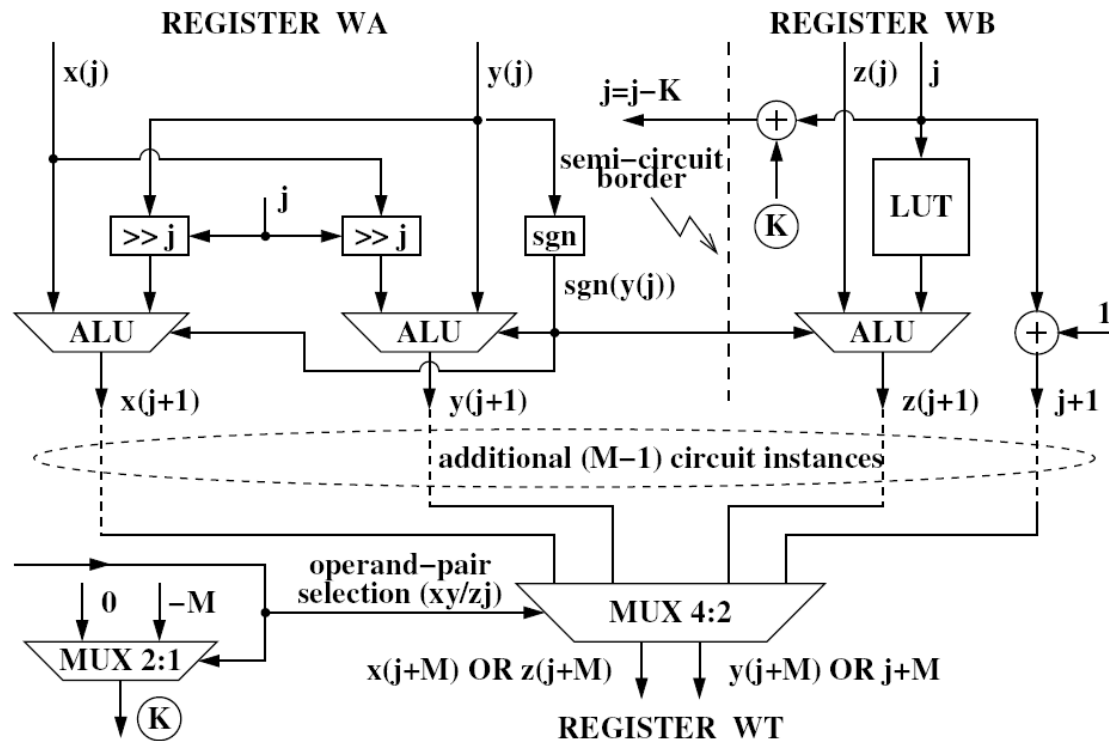 REGISTER WA
REGISTER WB
x(j)
y(j)
z(j)
j
j=j−K
+
semi−circuit
border
K
LUT
j
>> j
>> j
sgn
sgn(y(j))
ALU
ALU
ALU
+
1
x(j+1)
y(j+1)
z(j+1)
j+1
additional (M−1) circuit instances
operand−pair
selection (xy/zj)
0
−M
MUX 2:1
MUX 4:2
K
x(j+M) OR z(j+M)
y(j+M) OR j+M
REGISTER WT